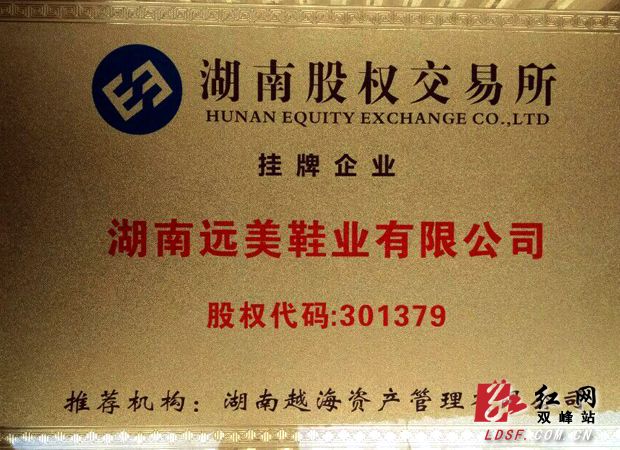 湖南股权交易所
HUNAN EQUITY EXCHANGE CO.,LTD
挂牌企业
湖南远美鞋业有限公司
股权代码:301379
推荐机构：湖南越海资产管理 司
红网
双峰站
LDSF.COM.CN